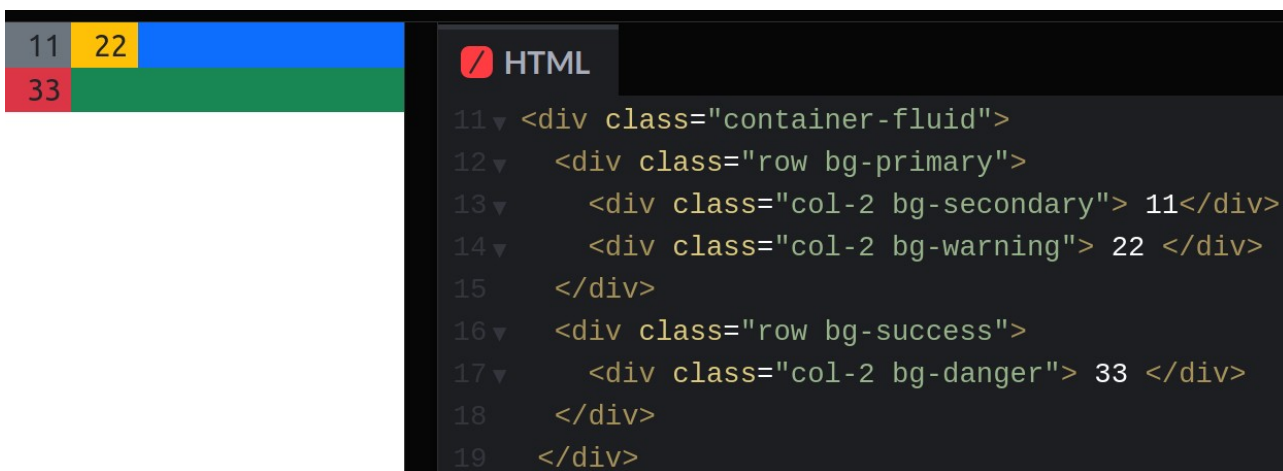 11 22
33
/ HTML
11 <div class="container-fluid">
12 <div class="row bg-primary">
13 <div class="col-2 bg-secondary"> 11</div>
14 <div class="col-2 bg-warning"> 22 </div>
15 </div>
16 <div class="row bg-success">
17 <div class="col-2 bg-danger"> 33 </div>
18 </div>
19 </div>